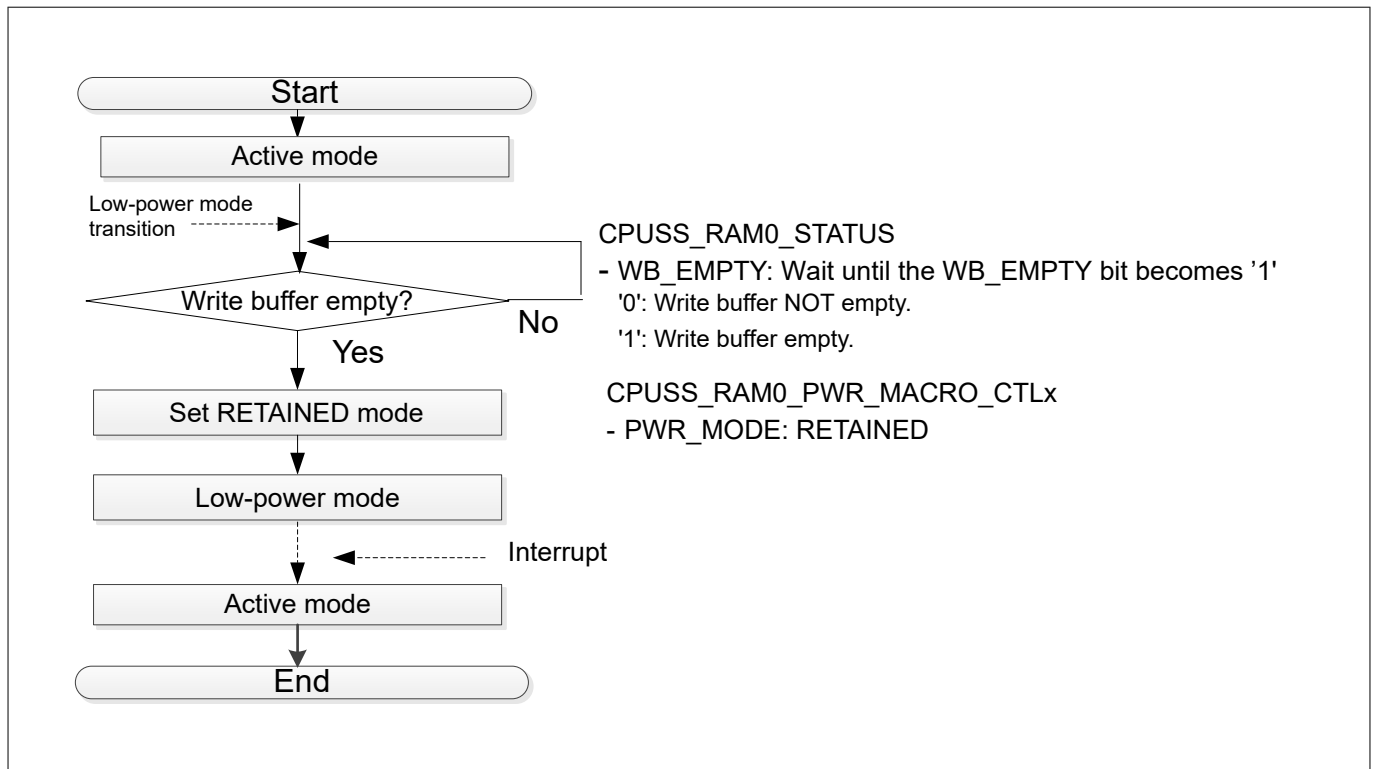 Start
Active mode
Low-power mode
transition
CPUSS_RAM0_STATUS
- WB_EMPTY: Wait until the WB_EMPTY bit becomes ’1'
'0': Write buffer NOT empty.
'1': Write buffer empty.
Write buffer empty?
No
Yes
CPUSS_RAM0_PWR_MACRO_CTLx
- PWR_MODE: RETAINED
Set RETAINED mode
Low-power mode
Interrupt
Active mode
End